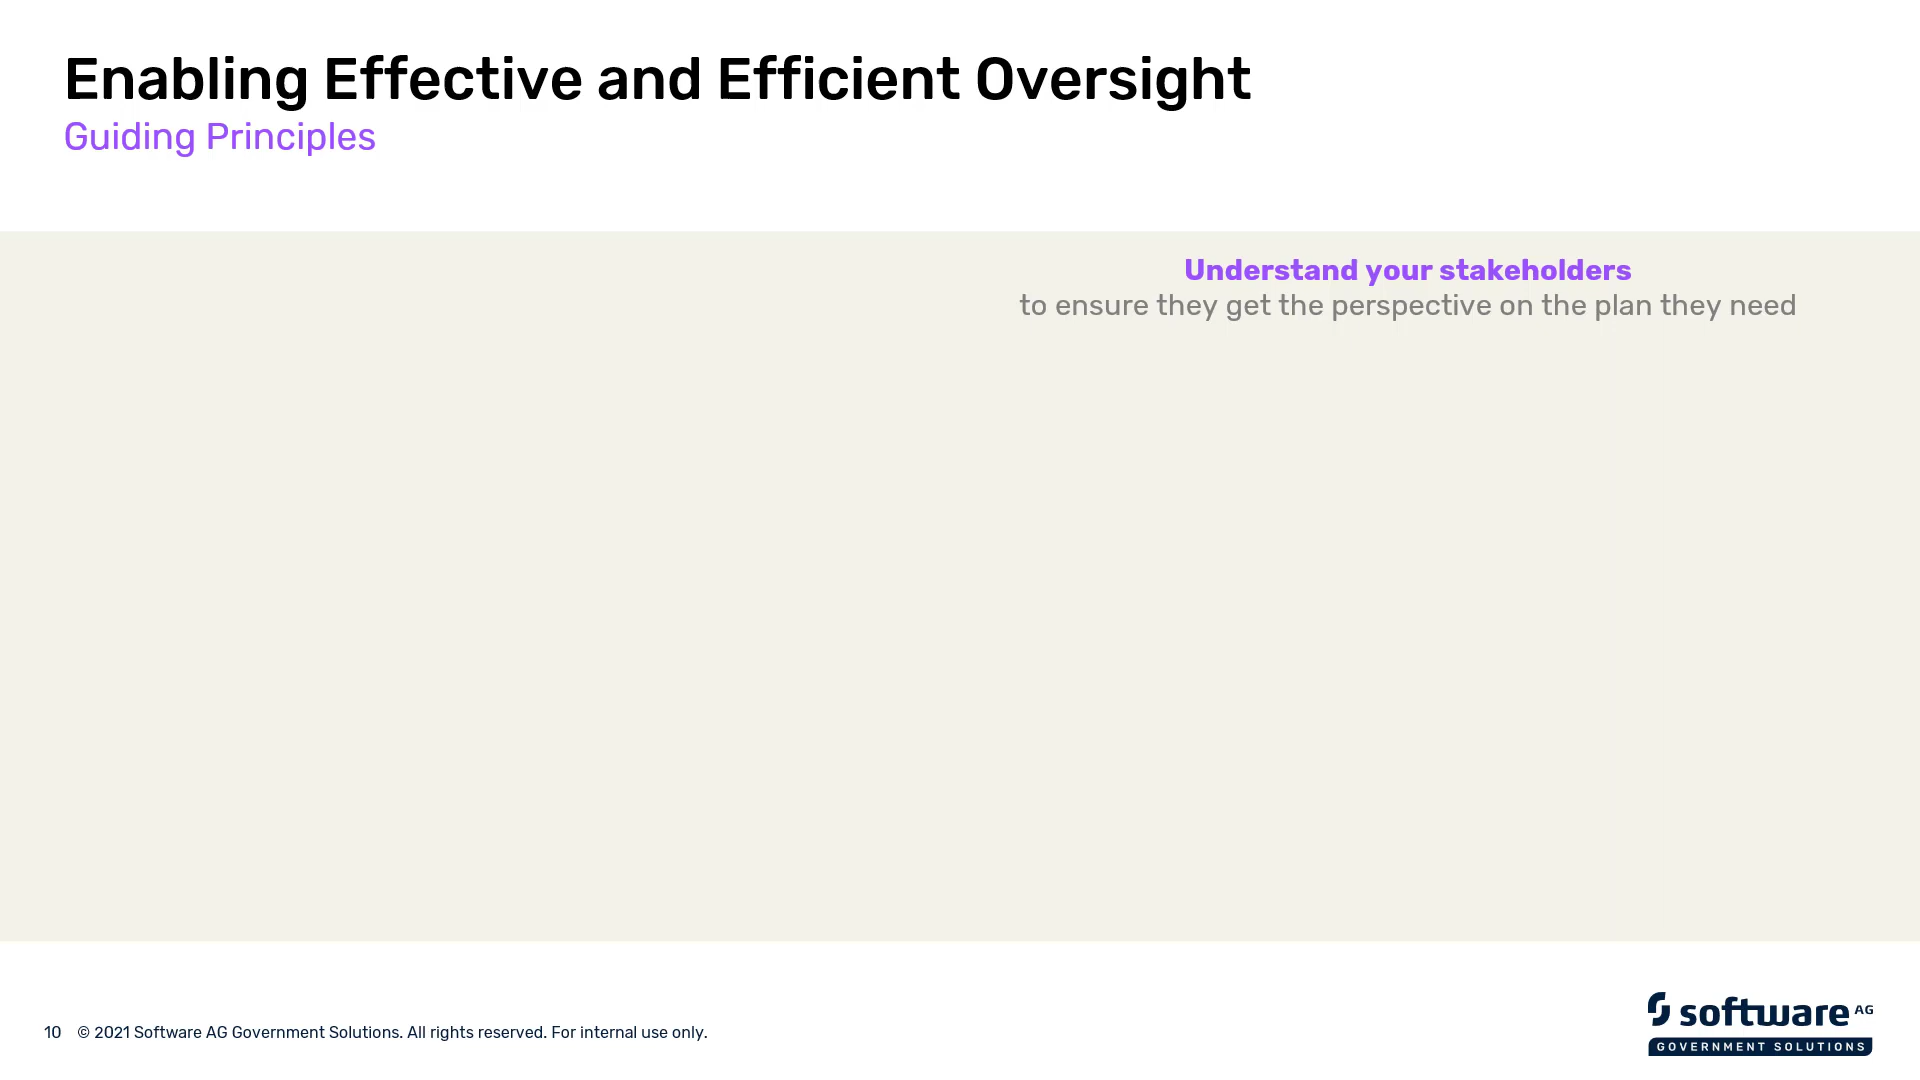 Enabling Effective and Efficient Oversight
Guiding Principles
Understand your stakeholders
to ensure they get the perspective on the plan they need
10 © 2021 Software AG Government Solutions. All rights reserved. For internal use only.
software AG
GOVERNMENT SOLUTIONS